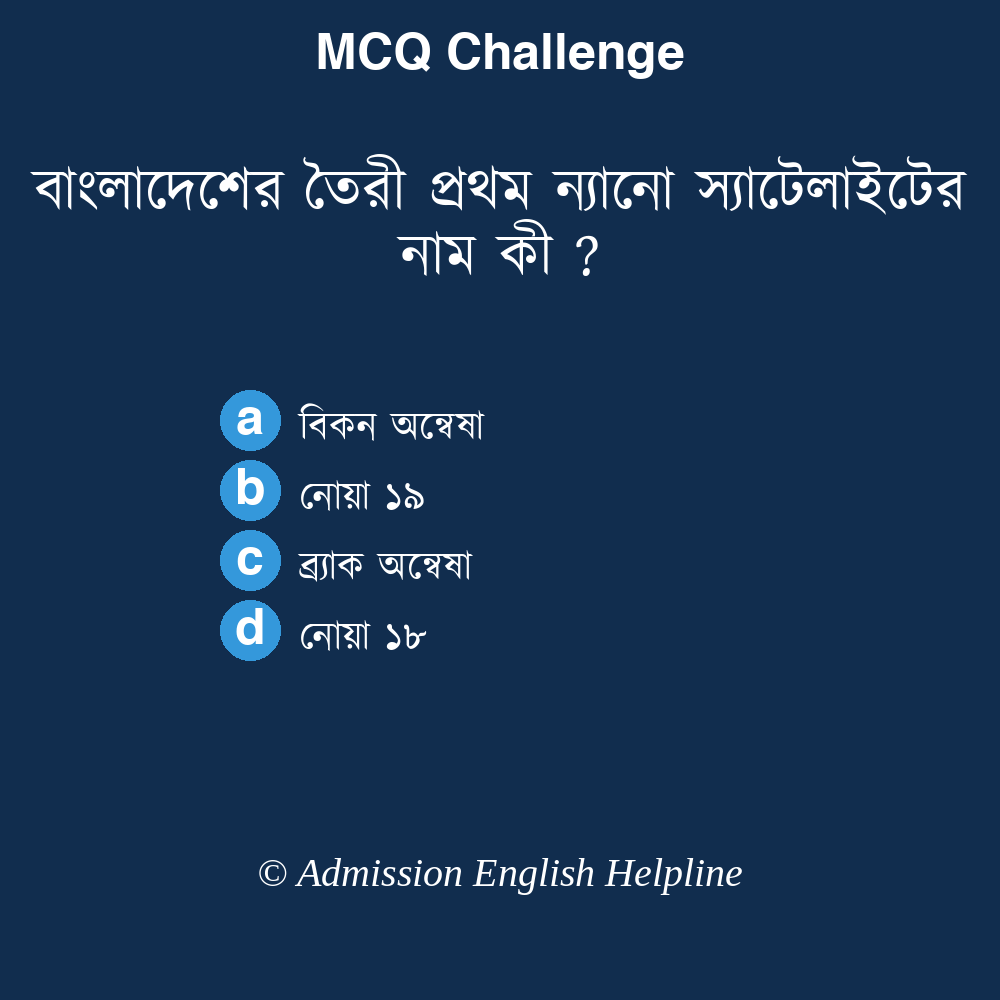 MCQ Challenge
বাংলাদেশের তৈরী প্রথম ন্যানো স্যাটেলাইটের
নাম কী ?
a বিকন অন্বেষা
b নোয়া ১৯
c ব্র্যাক অন্বেষা
d নোয়া ১৮
© Admission English Helpline